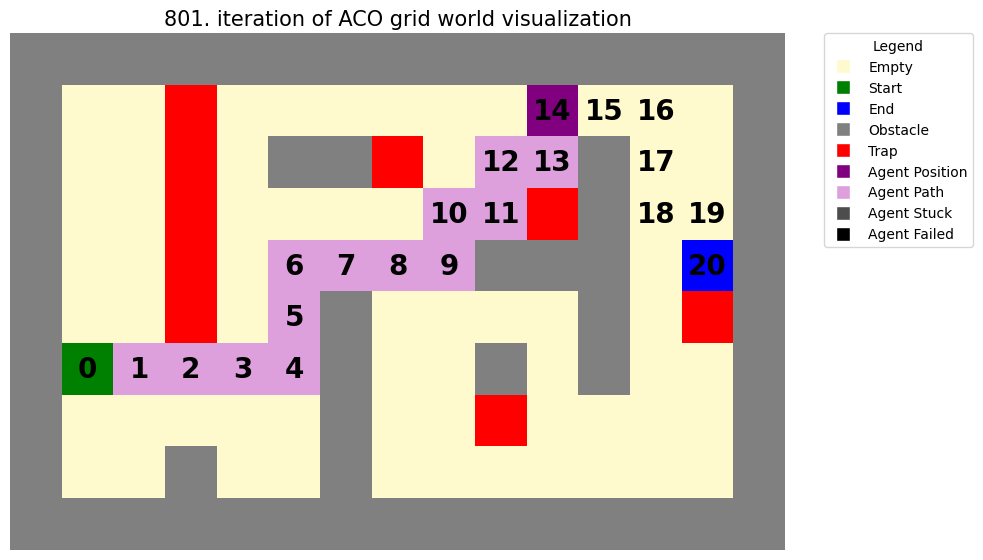 801. iteration of ACO grid world visualization
Legend
Empty
Start
End
Obstacle
Trap
Agent Position
Agent Path
Agent Stuck
Agent Failed
14 15 16
12 13 17
10 11 18 19
6 7 8 9 20
5
0 1 2 3 4